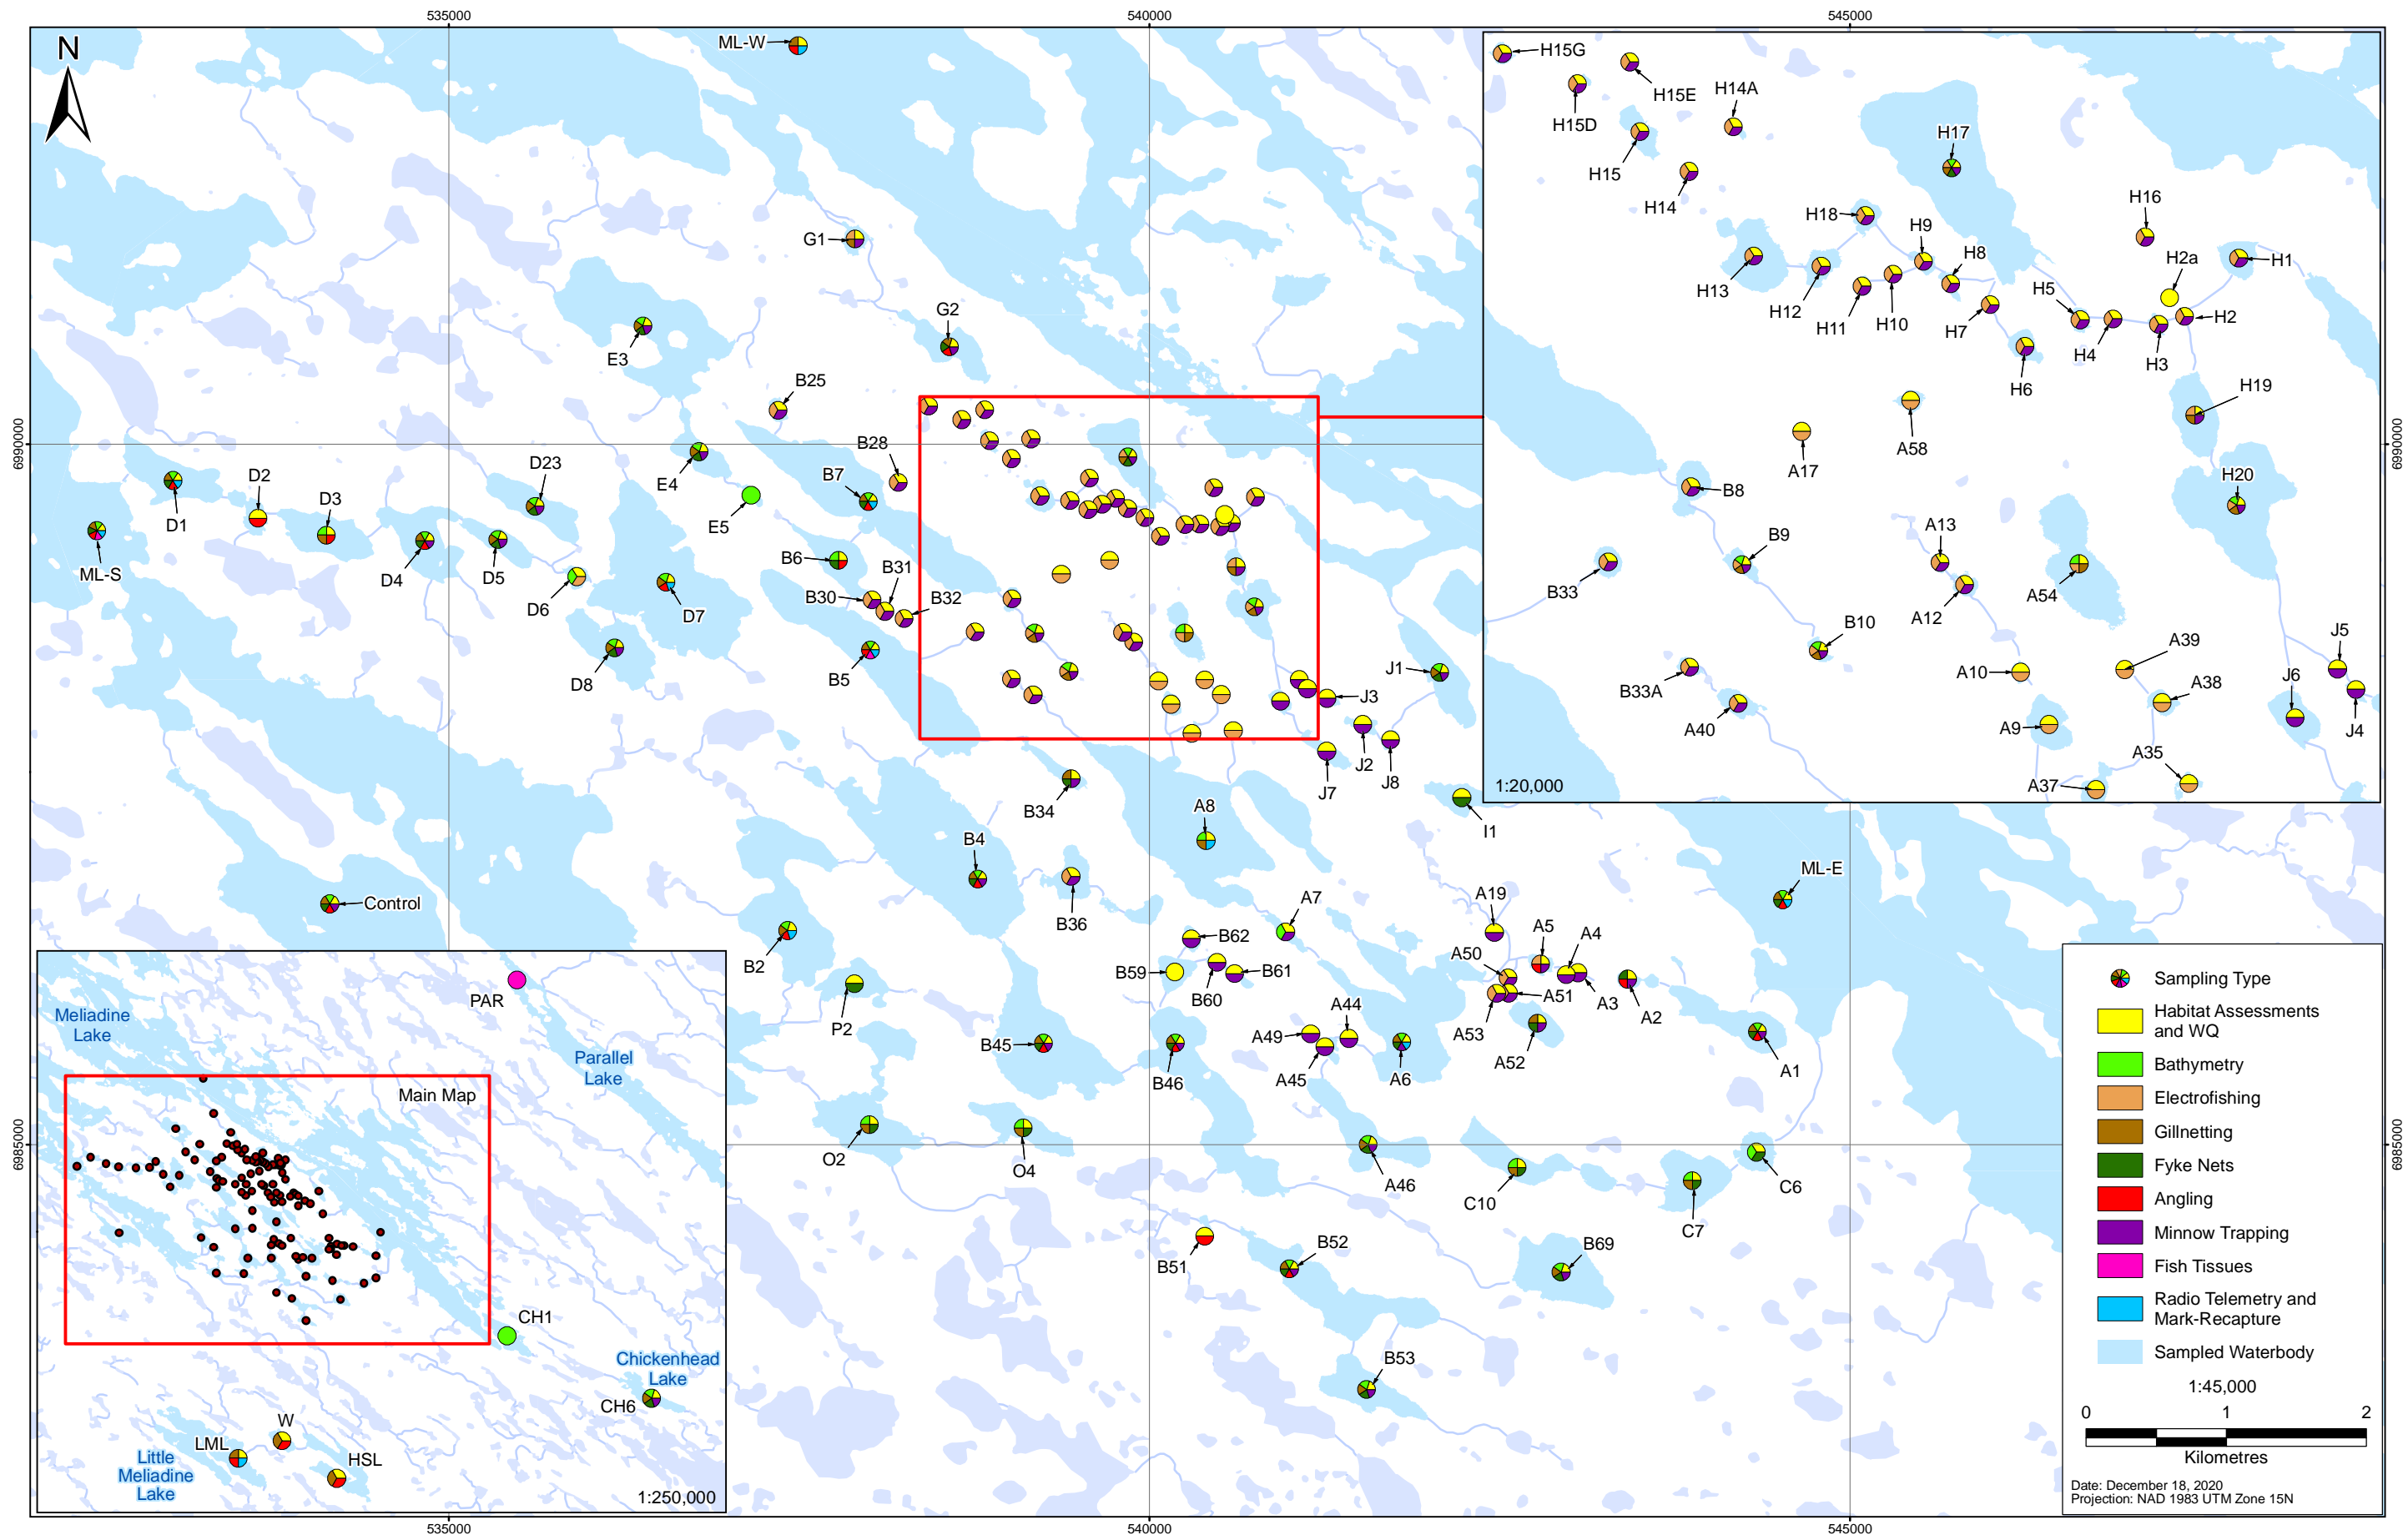 535000
540000
545000
N
ML-W
H15G
H15E
H14A
H15D
H17
H15
H14
H16
H18
H9
H8
H2a
H1
H13
H12
H11
H10
H7
H5
H4
H3
H2
H6
H19
A58
A17
H20
B8
B9
A13
B33
A12
A54
B10
A39
J5
B33A
A10
A38
J6
A40
A9
A35
J4
A37
1:20,000
G1
G2
E3
B25
6990000
6990000
B28
D23
E4
B7
D2
D3
D1
E5
ML-S
D4
D5
B6
B31
D6
D7
B30
B32
D8
B5
J1
J3
J2
J7
J8
B34
I1
A8
B4
ML-E
Control
A7
A19
B36
B62
A5
A4
B2
B59
B61
A50
B60
A3
A51
A2
P2
A44
A53
A49
A52
B45
B46
A45
A6
A1
6985000
6985000
O2
O4
A46
C10
C6
C7
B51
B52
B69
B53
PAR
Meliadine
Lake
Parallel
Lake
Main Map
CH1
Chickenhead
Lake
CH6
W
LML
HSL
Little
Meliadine
Lake
1:250,000
Sampling Type
Habitat Assessments
and WQ
Bathymetry
Electrofishing
Gillnetting
Fyke Nets
Angling
Minnow Trapping
Fish Tissues
Radio Telemetry and
Mark-Recapture
Sampled Waterbody
1:45,000
0 1 2
Kilometres
Date: December 18, 2020
Projection: NAD 1983 UTM Zone 15N
535000
540000
545000